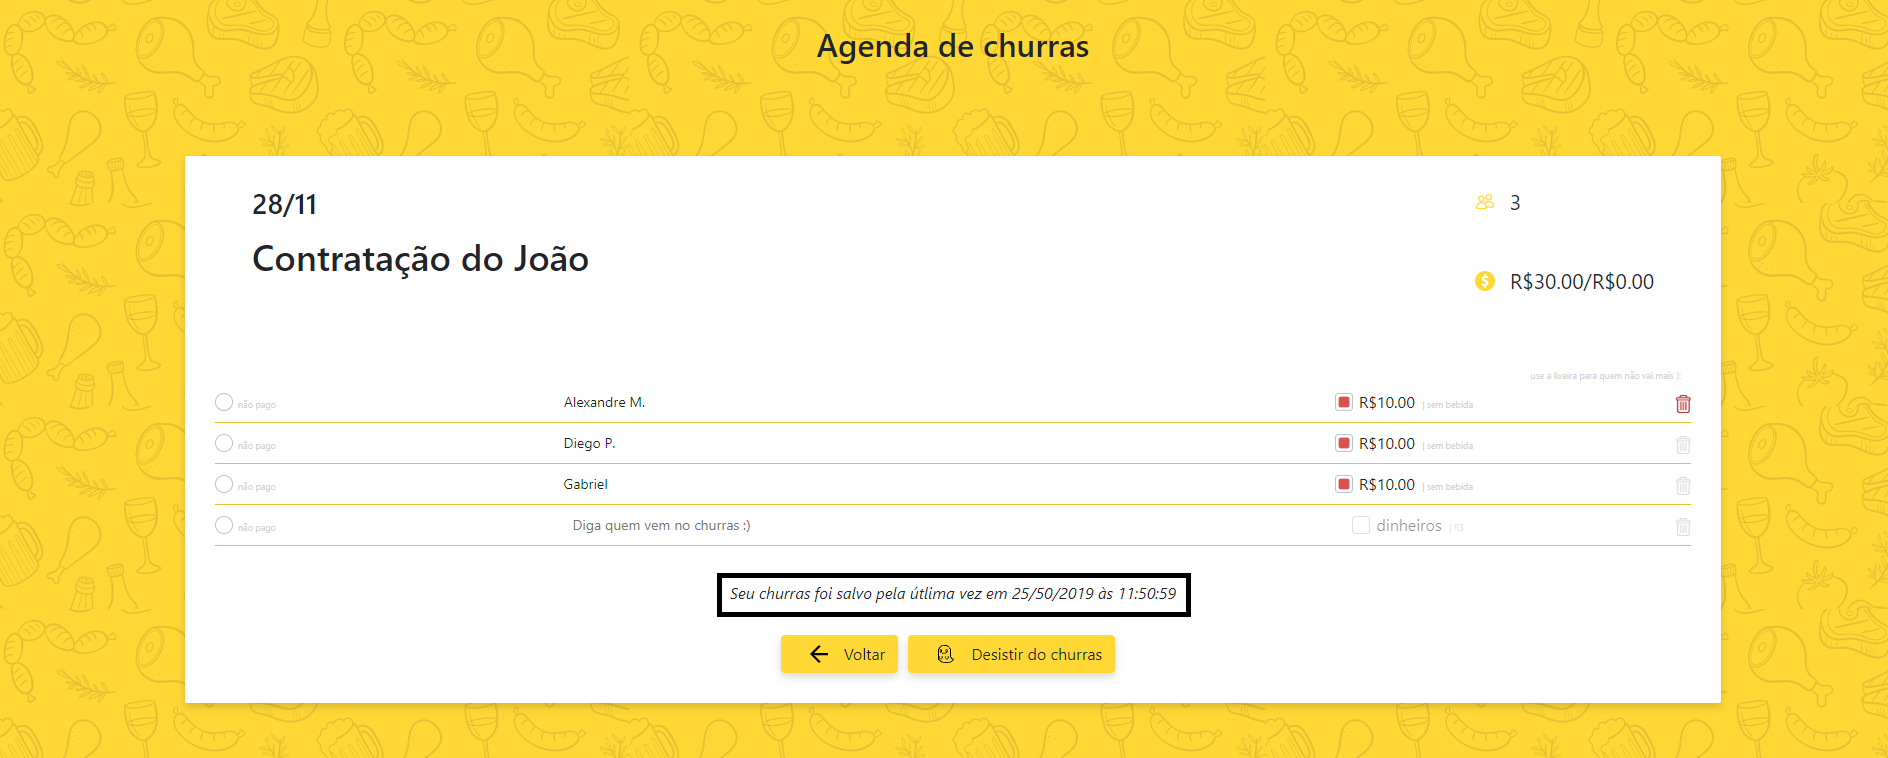 Agenda de churras
28/11
3
Contratação do João
R$30.00/R$0.00
use a lixeira para quem não vai mais ):
não pago Alexandre M. R$10.00 | sem bebida
não pago Diego P. R$10.00 | sem bebida
não pago Gabriel R$10.00 | sem bebida
não pago Diga quem vem no churras :) dinheiros | R$
Seu churras foi salvo pela útlima vez em 25/50/2019 às 11:50:59
Voltar Desistir do churras